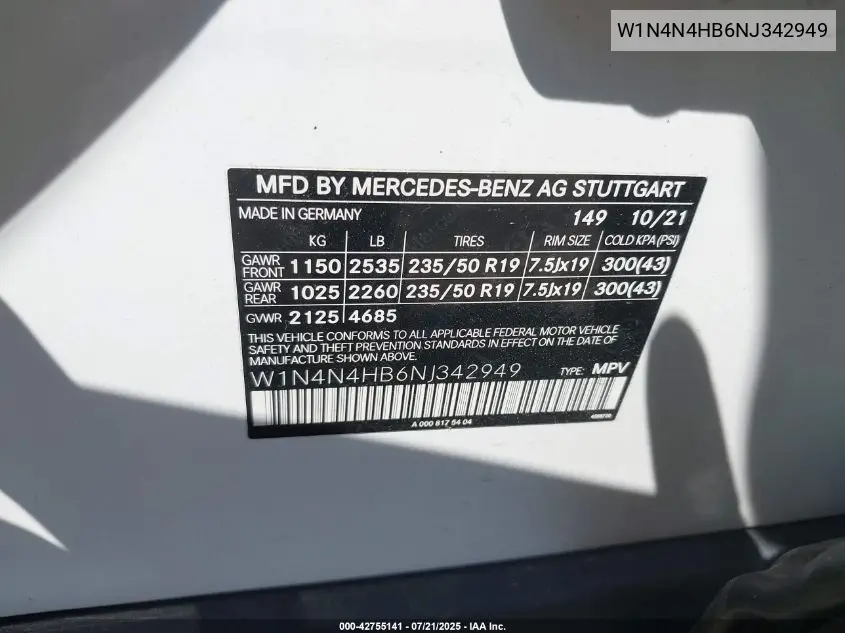 W1N4N4HB6NJ342949
MFD BY MERCEDES-BENZ AG STUTTGART
MADE IN GERMANY 149 10/21
KG LB TIRES RIM SIZE COLD KPA (PSI)
GAWR FRONT 1150 2535 235/50 R19 7.5Jx19 300(43)
GAWR REAR 1025 2260 235/50 R19 7.5Jx19 300(43)
GVWR 2125 4685
THIS VEHICLE CONFORMS TO ALL APPLICABLE FEDERAL MOTOR VEHICLE
SAFETY AND THEFT PREVENTION STANDARDS IN EFFECT ON THE DATE OF
MANUFACTURE SHOWN ABOVE.
W1N4N4HB6NJ342949 TYPE: MPV
A 000 817 54 04
000-42755141 / 07/21/2025 - IAA Inc.